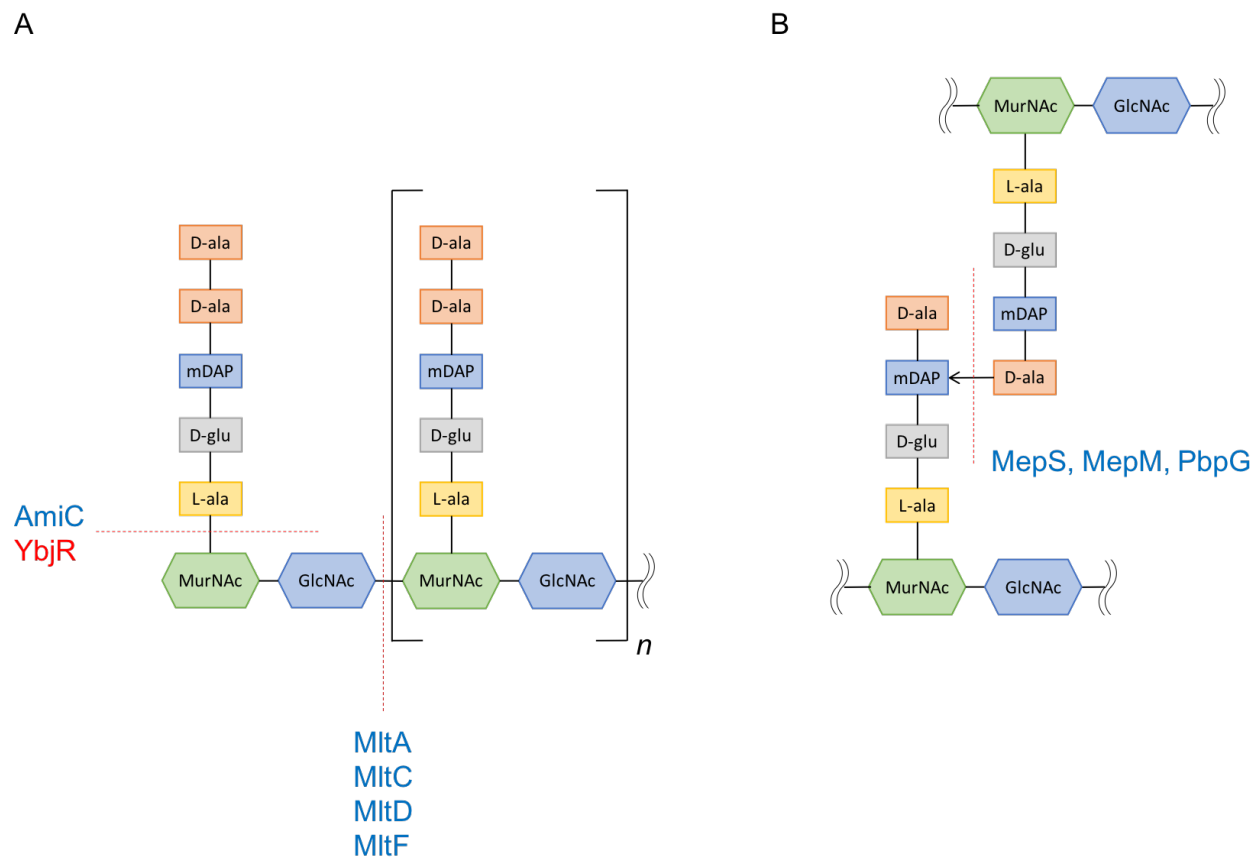 A
B
MurNAc GlcNAc
L-ala
D-ala D-ala
D-glu
D-ala D-ala
D-ala mDAP
mDAP mDAP
mDAP D-ala
D-glu D-glu
D-glu
MepS, MepM, PbpG
L-ala L-ala
L-ala
AmiC
YbjR
MurNAc GlcNAc MurNAc GlcNAc
MurNAc GlcNAc
n
MltA
MltC
MltD
MltF